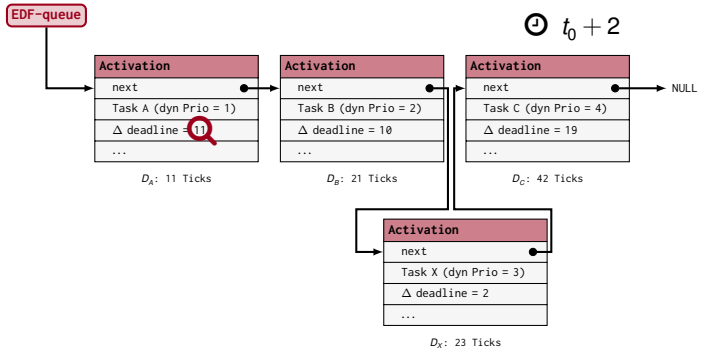 EDF-queue
t0 + 2
Activation
next
Task A (dyn Prio = 1)
Δ deadline = 11
...
DA: 11 Ticks
Activation
next
Task B (dyn Prio = 2)
Δ deadline = 10
...
DB: 21 Ticks
Activation
next
Task C (dyn Prio = 4)
Δ deadline = 19
...
DC: 42 Ticks
NULL
Activation
next
Task X (dyn Prio = 3)
Δ deadline = 2
...
DX: 23 Ticks